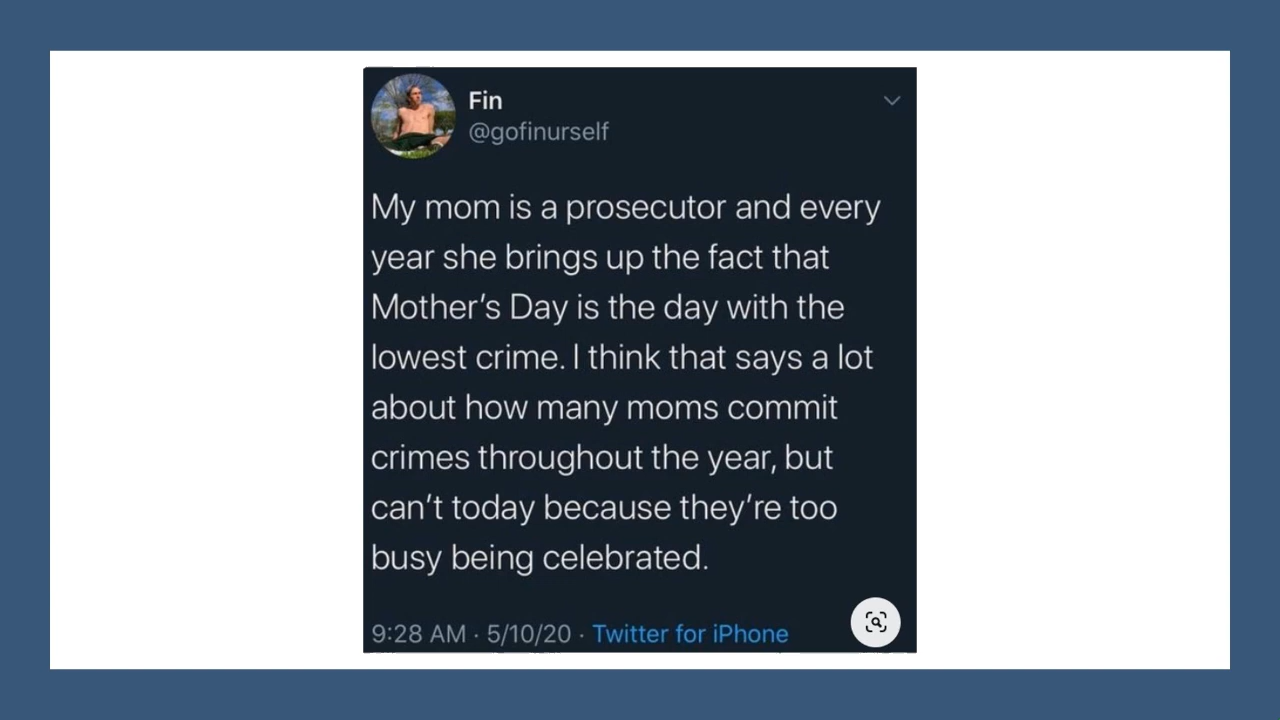 Fin
@gofinurself
My mom is a prosecutor and every
year she brings up the fact that
Mother's Day is the day with the
lowest crime. I think that says a lot
about how many moms commit
crimes throughout the year, but
can't today because they're too
busy being celebrated.
9:28 AM · 5/10/20 · Twitter for iPhone